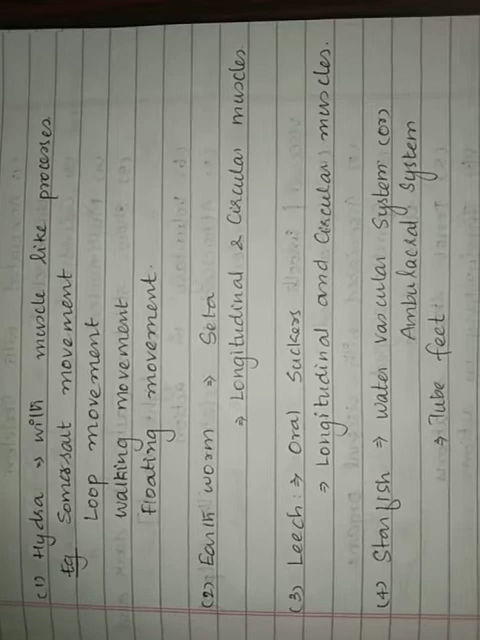 (1) Hydra → with muscle like processes
Eg Somersalt movement
Loop movement
walking movement
Floating movement.
(2) Earth worm ⇒ Seta
⇒ Longitudinal & Circular muscles
(3) Leech: ⇒ Oral Suckers
⇒ Longitudinal and Circular muscles.
(4) Starfish ⇒ Water vascular System (or)
Ambulacral System
⇒ Tube feet